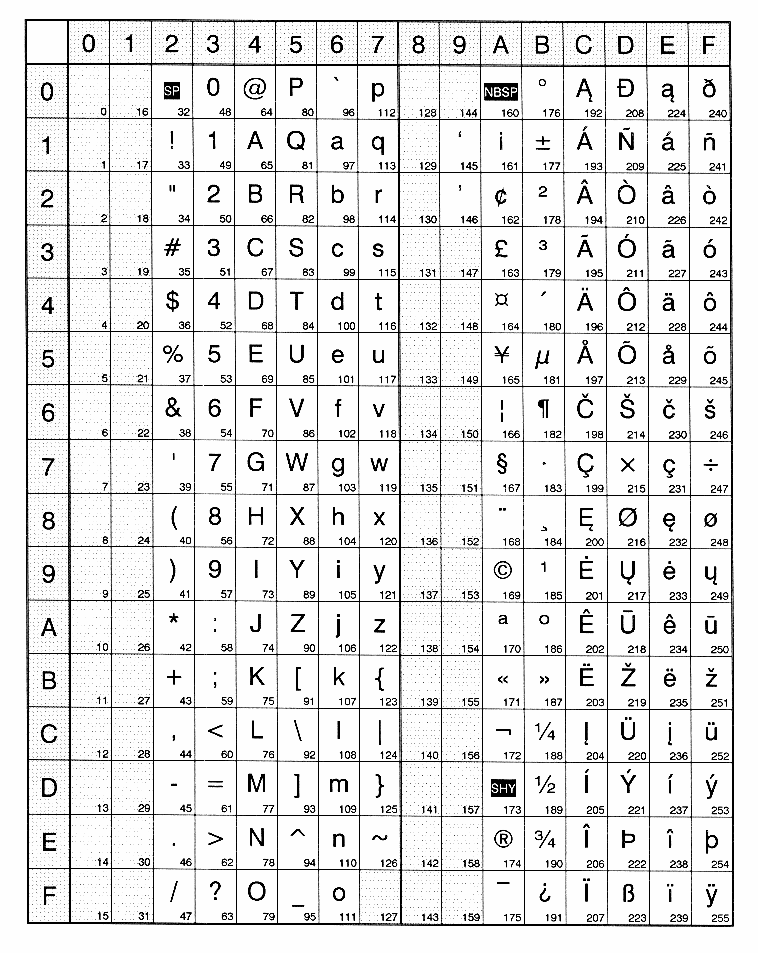 0 1 2 3 4 5 6 7 8 9 A B C D E F
0 SP 0 @ P ` p NBSP ° Ą Đ ą ð
0 16 32 48 64 80 96 112 128 144 160 176 192 208 224 240
1 ! 1 A Q a q ‘ ¡ ± Á Ñ á ñ
1 17 33 49 65 81 97 113 129 145 161 177 193 209 225 241
2 " 2 B R b r ’ ¢ ² Â Ò â ò
2 18 34 50 66 82 98 114 130 146 162 178 194 210 226 242
3 # 3 C S c s £ ³ Ã Ó ã ó
3 19 35 51 67 83 99 115 131 147 163 179 195 211 227 243
4 $ 4 D T d t ¤ ´ Ä Ô ä ô
4 20 36 52 68 84 100 116 132 148 164 180 196 212 228 244
5 % 5 E U e u ¥ µ Å Õ å õ
5 21 37 53 69 85 101 117 133 149 165 181 197 213 229 245
6 & 6 F V f v ¦ ¶ Č Š č š
6 22 38 54 70 86 102 118 134 150 166 182 198 214 230 246
7 ' 7 G W g w § · Ç × ç ÷
7 23 39 55 71 87 103 119 135 151 167 183 199 215 231 247
8 ( 8 H X h x ¨ ¸ Ę Ø ę ø
8 24 40 56 72 88 104 120 136 152 168 184 200 216 232 248
9 ) 9 I Y i y © ¹ Ė Ų ė ų
9 25 41 57 73 89 105 121 137 153 169 185 201 217 233 249
A * : J Z j z ª º Ê Ū ê ū
10 26 42 58 74 90 106 122 138 154 170 186 202 218 234 250
B + ; K [ k { « » Ë Ž ë ž
11 27 43 59 75 91 107 123 139 155 171 187 203 219 235 251
C , < L \ l | ¬ ¼ Į Ü į ü
12 28 44 60 76 92 108 124 140 156 172 188 204 220 236 252
D - = M ] m } SHY ½ Í Ý í ý
13 29 45 61 77 93 109 125 141 157 173 189 205 221 237 253
E . > N ^ n ~ ® ¾ Î Þ î þ
14 30 46 62 78 94 110 126 142 158 174 190 206 222 238 254
F / ? O _ o ¯ ¿ Ï ß ï ÿ
15 31 47 63 79 95 111 127 143 159 175 191 207 223 239 255